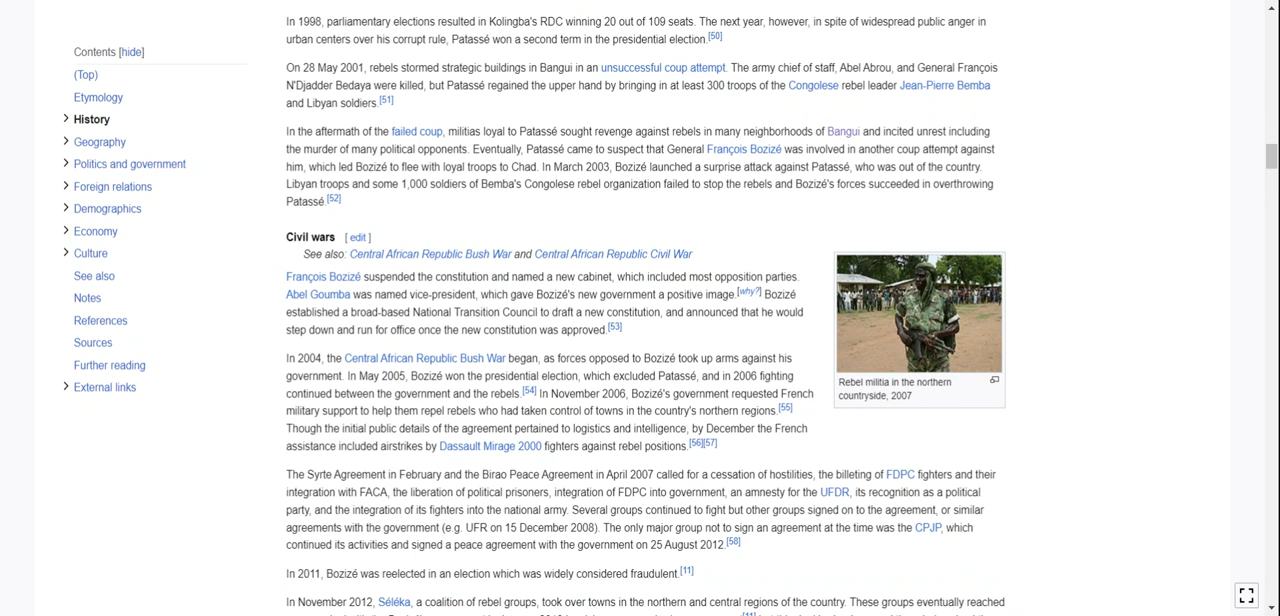 In 1998, parliamentary elections resulted in Kolingba's RDC winning 20 out of 109 seats. The next year, however, in spite of widespread public anger in
urban centers over his corrupt rule, Patassé won a second term in the presidential election.[50]
Contents [hide]
(Top)
Etymology
History
Geography
Politics and government
Foreign relations
Demographics
Economy
Culture
See also
Notes
References
Sources
Further reading
External links
On 28 May 2001, rebels stormed strategic buildings in Bangui in an unsuccessful coup attempt. The army chief of staff, Abel Abrou, and General François
N'Djadder Bedaya were killed, but Patassé regained the upper hand by bringing in at least 300 troops of the Congolese rebel leader Jean-Pierre Bemba
and Libyan soldiers.[51]
In the aftermath of the failed coup, militias loyal to Patassé sought revenge against rebels in many neighborhoods of Bangui and incited unrest including
the murder of many political opponents. Eventually, Patassé came to suspect that General François Bozizé was involved in another coup attempt against
him, which led Bozizé to flee with loyal troops to Chad. In March 2003, Bozizé launched a surprise attack against Patassé, who was out of the country.
Libyan troops and some 1,000 soldiers of Bemba's Congolese rebel organization failed to stop the rebels and Bozizé's forces succeeded in overthrowing
Patassé.[52]
Civil wars [ edit ]
See also: Central African Republic Bush War and Central African Republic Civil War
François Bozizé suspended the constitution and named a new cabinet, which included most opposition parties.
Abel Goumba was named vice-president, which gave Bozizé's new government a positive image.[why?] Bozizé
established a broad-based National Transition Council to draft a new constitution, and announced that he would
step down and run for office once the new constitution was approved.[53]
In 2004, the Central African Republic Bush War began, as forces opposed to Bozizé took up arms against his
government. In May 2005, Bozizé won the presidential election, which excluded Patassé, and in 2006 fighting
continued between the government and the rebels.[54] In November 2006, Bozizé's government requested French
military support to help them repel rebels who had taken control of towns in the country's northern regions.[55]
Though the initial public details of the agreement pertained to logistics and intelligence, by December the French
assistance included airstrikes by Dassault Mirage 2000 fighters against rebel positions.[56][57]
Rebel militia in the northern
countryside, 2007
The Syrte Agreement in February and the Birao Peace Agreement in April 2007 called for a cessation of hostilities, the billeting of FDPC fighters and their
integration with FACA, the liberation of political prisoners, integration of FDPC into government, an amnesty for the UFDR, its recognition as a political
party, and the integration of its fighters into the national army. Several groups continued to fight but other groups signed on to the agreement, or similar
agreements with the government (e.g. UFR on 15 December 2008). The only major group not to sign an agreement at the time was the CPJP, which
continued its activities and signed a peace agreement with the government on 25 August 2012.[58]
In 2011, Bozizé was reelected in an election which was widely considered fraudulent.[11]
In November 2012, Séléka, a coalition of rebel groups, took over towns in the northern and central regions of the country. These groups eventually reached